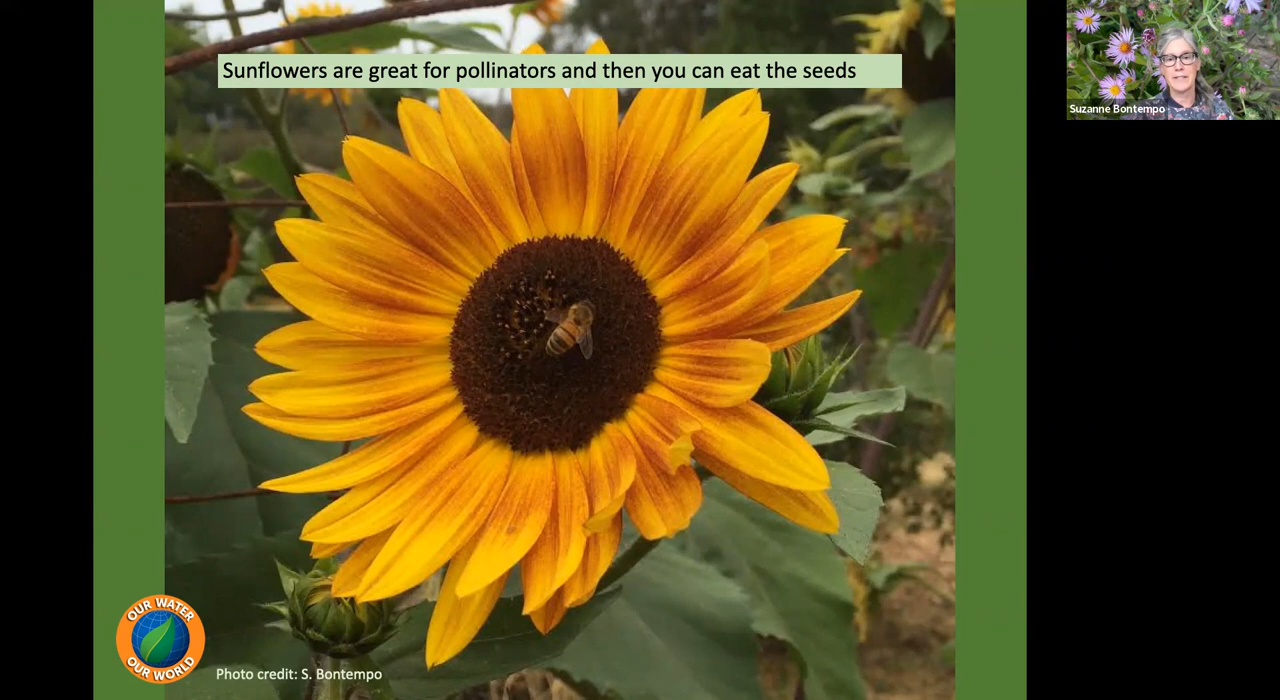 Sunflowers are great for pollinators and then you can eat the seeds
Suzanne Bontempo
OUR WATER
OUR WORLD
Photo credit: S. Bontempo